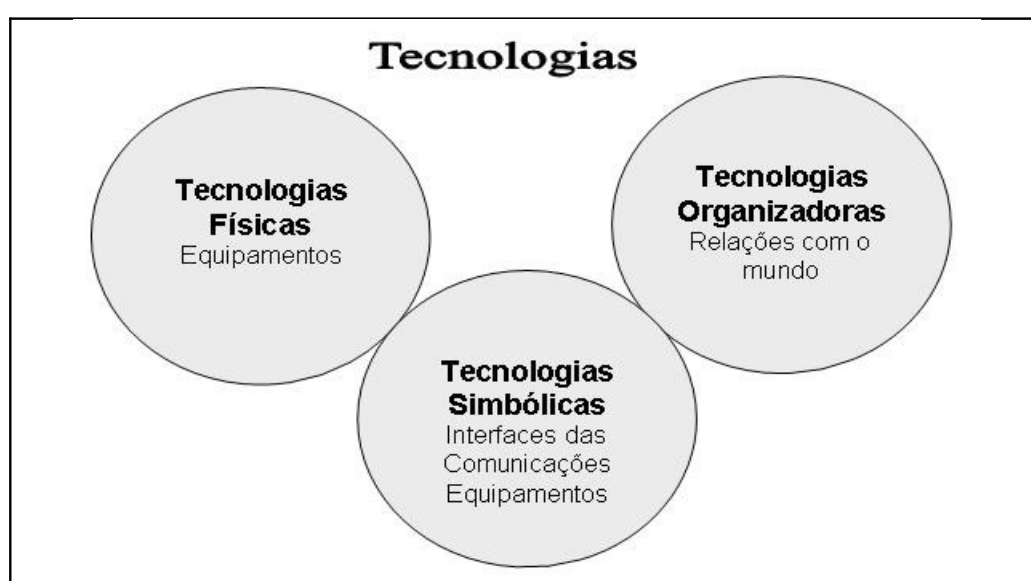 Tecnologias
Tecnologias
Físicas
Equipamentos
Tecnologias
Organizadoras
Relações com o
mundo
Tecnologias
Simbólicas
Interfaces das
Comunicações
Equipamentos